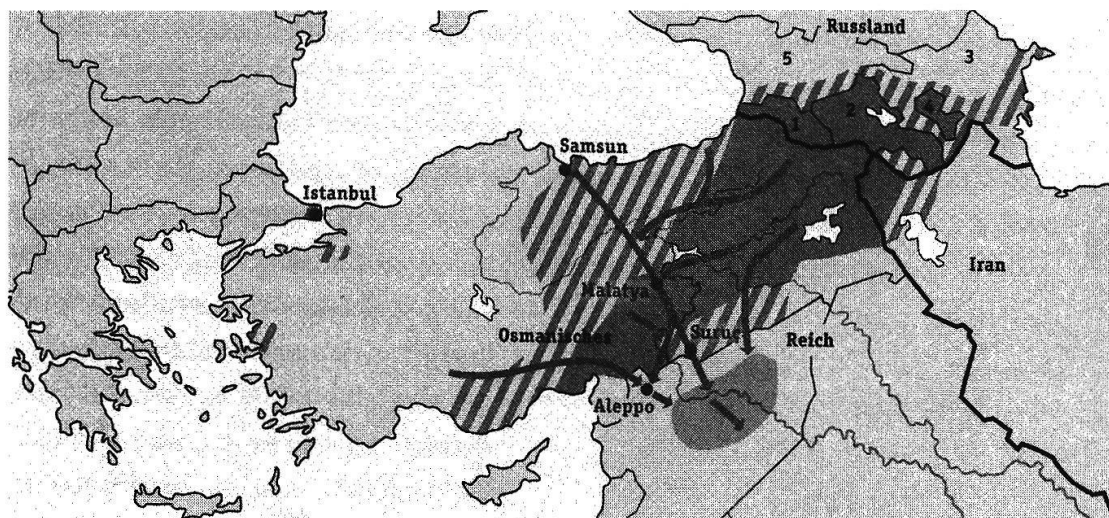 Russland
5
3
2
4
1
Samsun
Istanbul
Iran
Malatya
Osmanisches
Suruç
Reich
Aleppo